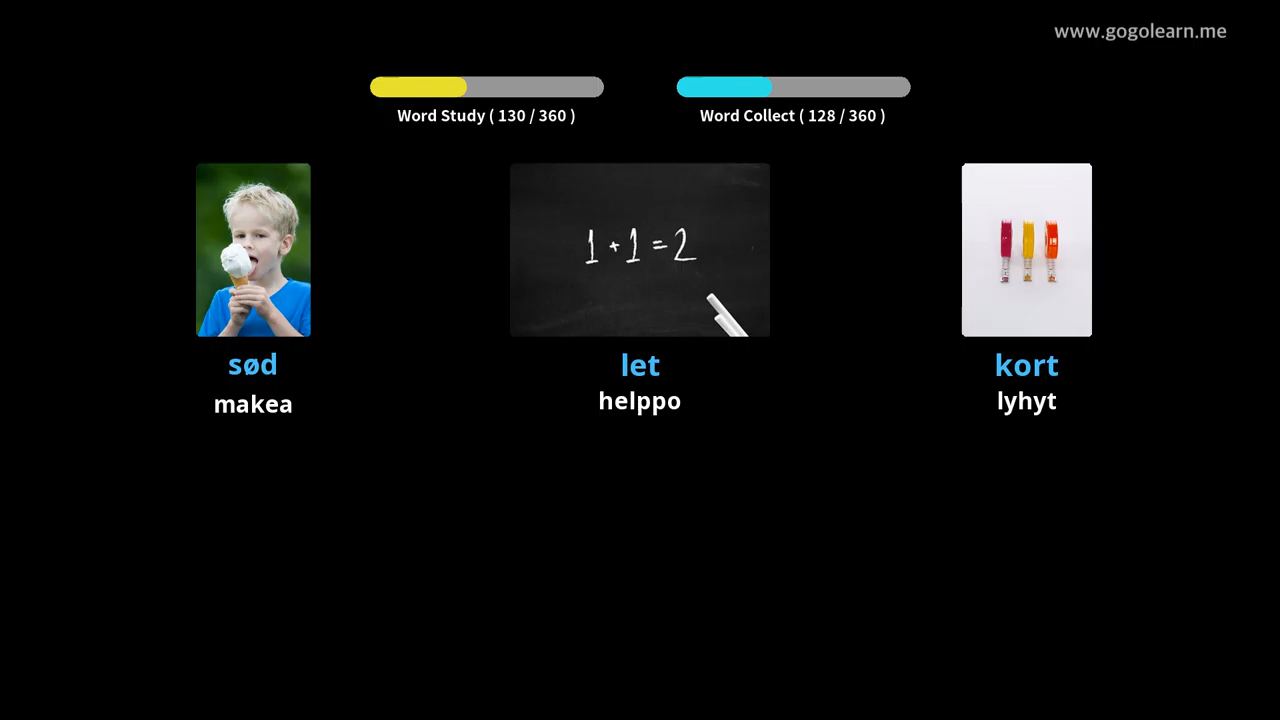 www.gogolearn.me
Word Study ( 130 / 360 )
Word Collect ( 128 / 360 )
1 + 1 = 2
sød
let
kort
makea
helppo
lyhyt